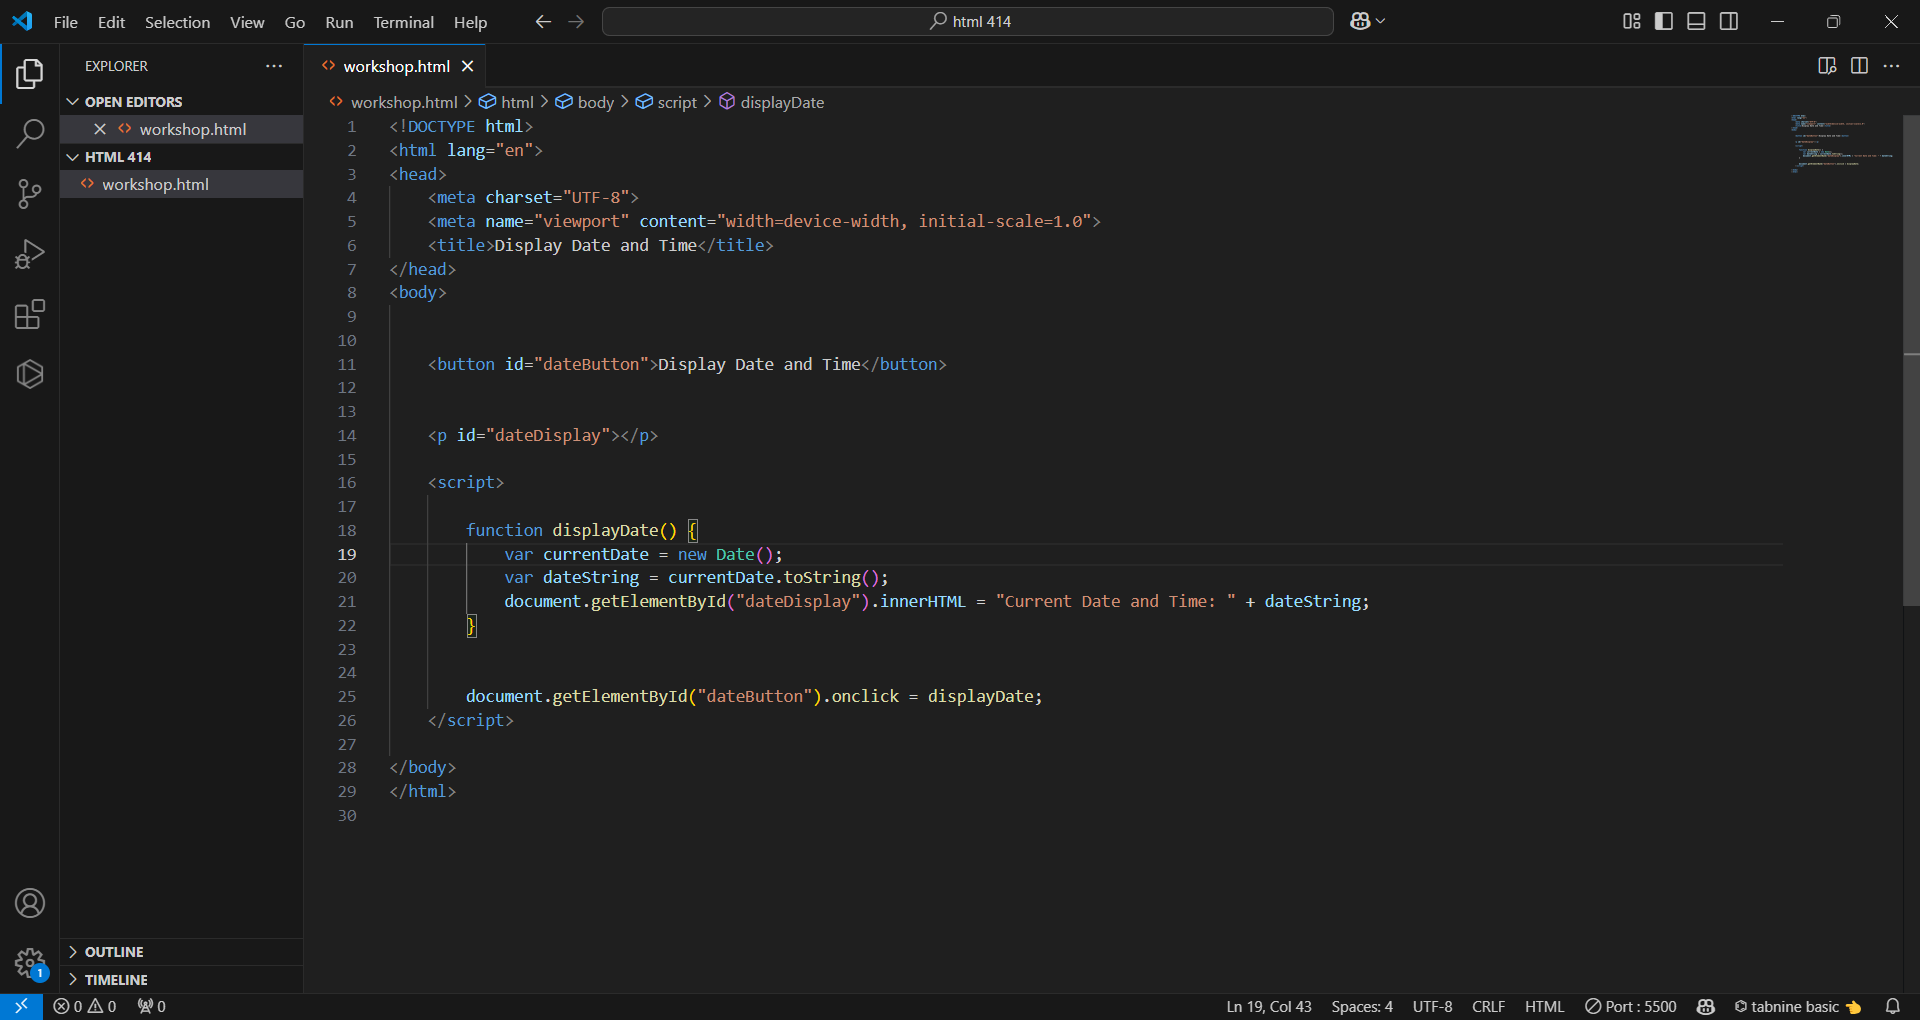 File Edit Selection View Go Run Terminal Help
html 414
EXPLORER
OPEN EDITORS
workshop.html
HTML 414
workshop.html
OUTLINE
TIMELINE
workshop.html
workshop.html > html > body > script > displayDate
1 <!DOCTYPE html>
2 <html lang="en">
3 <head>
4 <meta charset="UTF-8">
5 <meta name="viewport" content="width=device-width, initial-scale=1.0">
6 <title>Display Date and Time</title>
7 </head>
8 <body>
9
10
11 <button id="dateButton">Display Date and Time</button>
12
13
14 <p id="dateDisplay"></p>
15
16 <script>
17
18 function displayDate() {
19 var currentDate = new Date();
20 var dateString = currentDate.toString();
21 document.getElementById("dateDisplay").innerHTML = "Current Date and Time: " + dateString;
22 }
23
24
25 document.getElementById("dateButton").onclick = displayDate;
26 </script>
27
28 </body>
29 </html>
30
1
0 0 0
Ln 19, Col 43 Spaces: 4 UTF-8 CRLF HTML Port : 5500 tabnine basic 👈